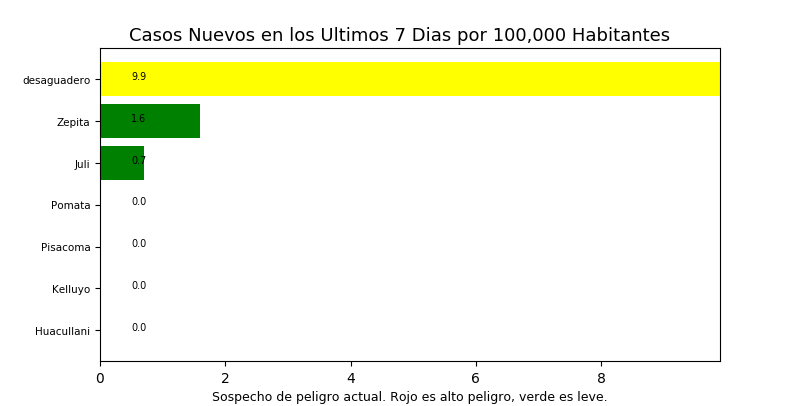 Casos Nuevos en los Ultimos 7 Dias por 100,000 Habitantes
desaguadero 9.9
Zepita 1.6
Juli 0.7
Pomata 0.0
Pisacoma 0.0
Kelluyo 0.0
Huacullani 0.0
0 2 4 6 8
Sospecho de peligro actual. Rojo es alto peligro, verde es leve.